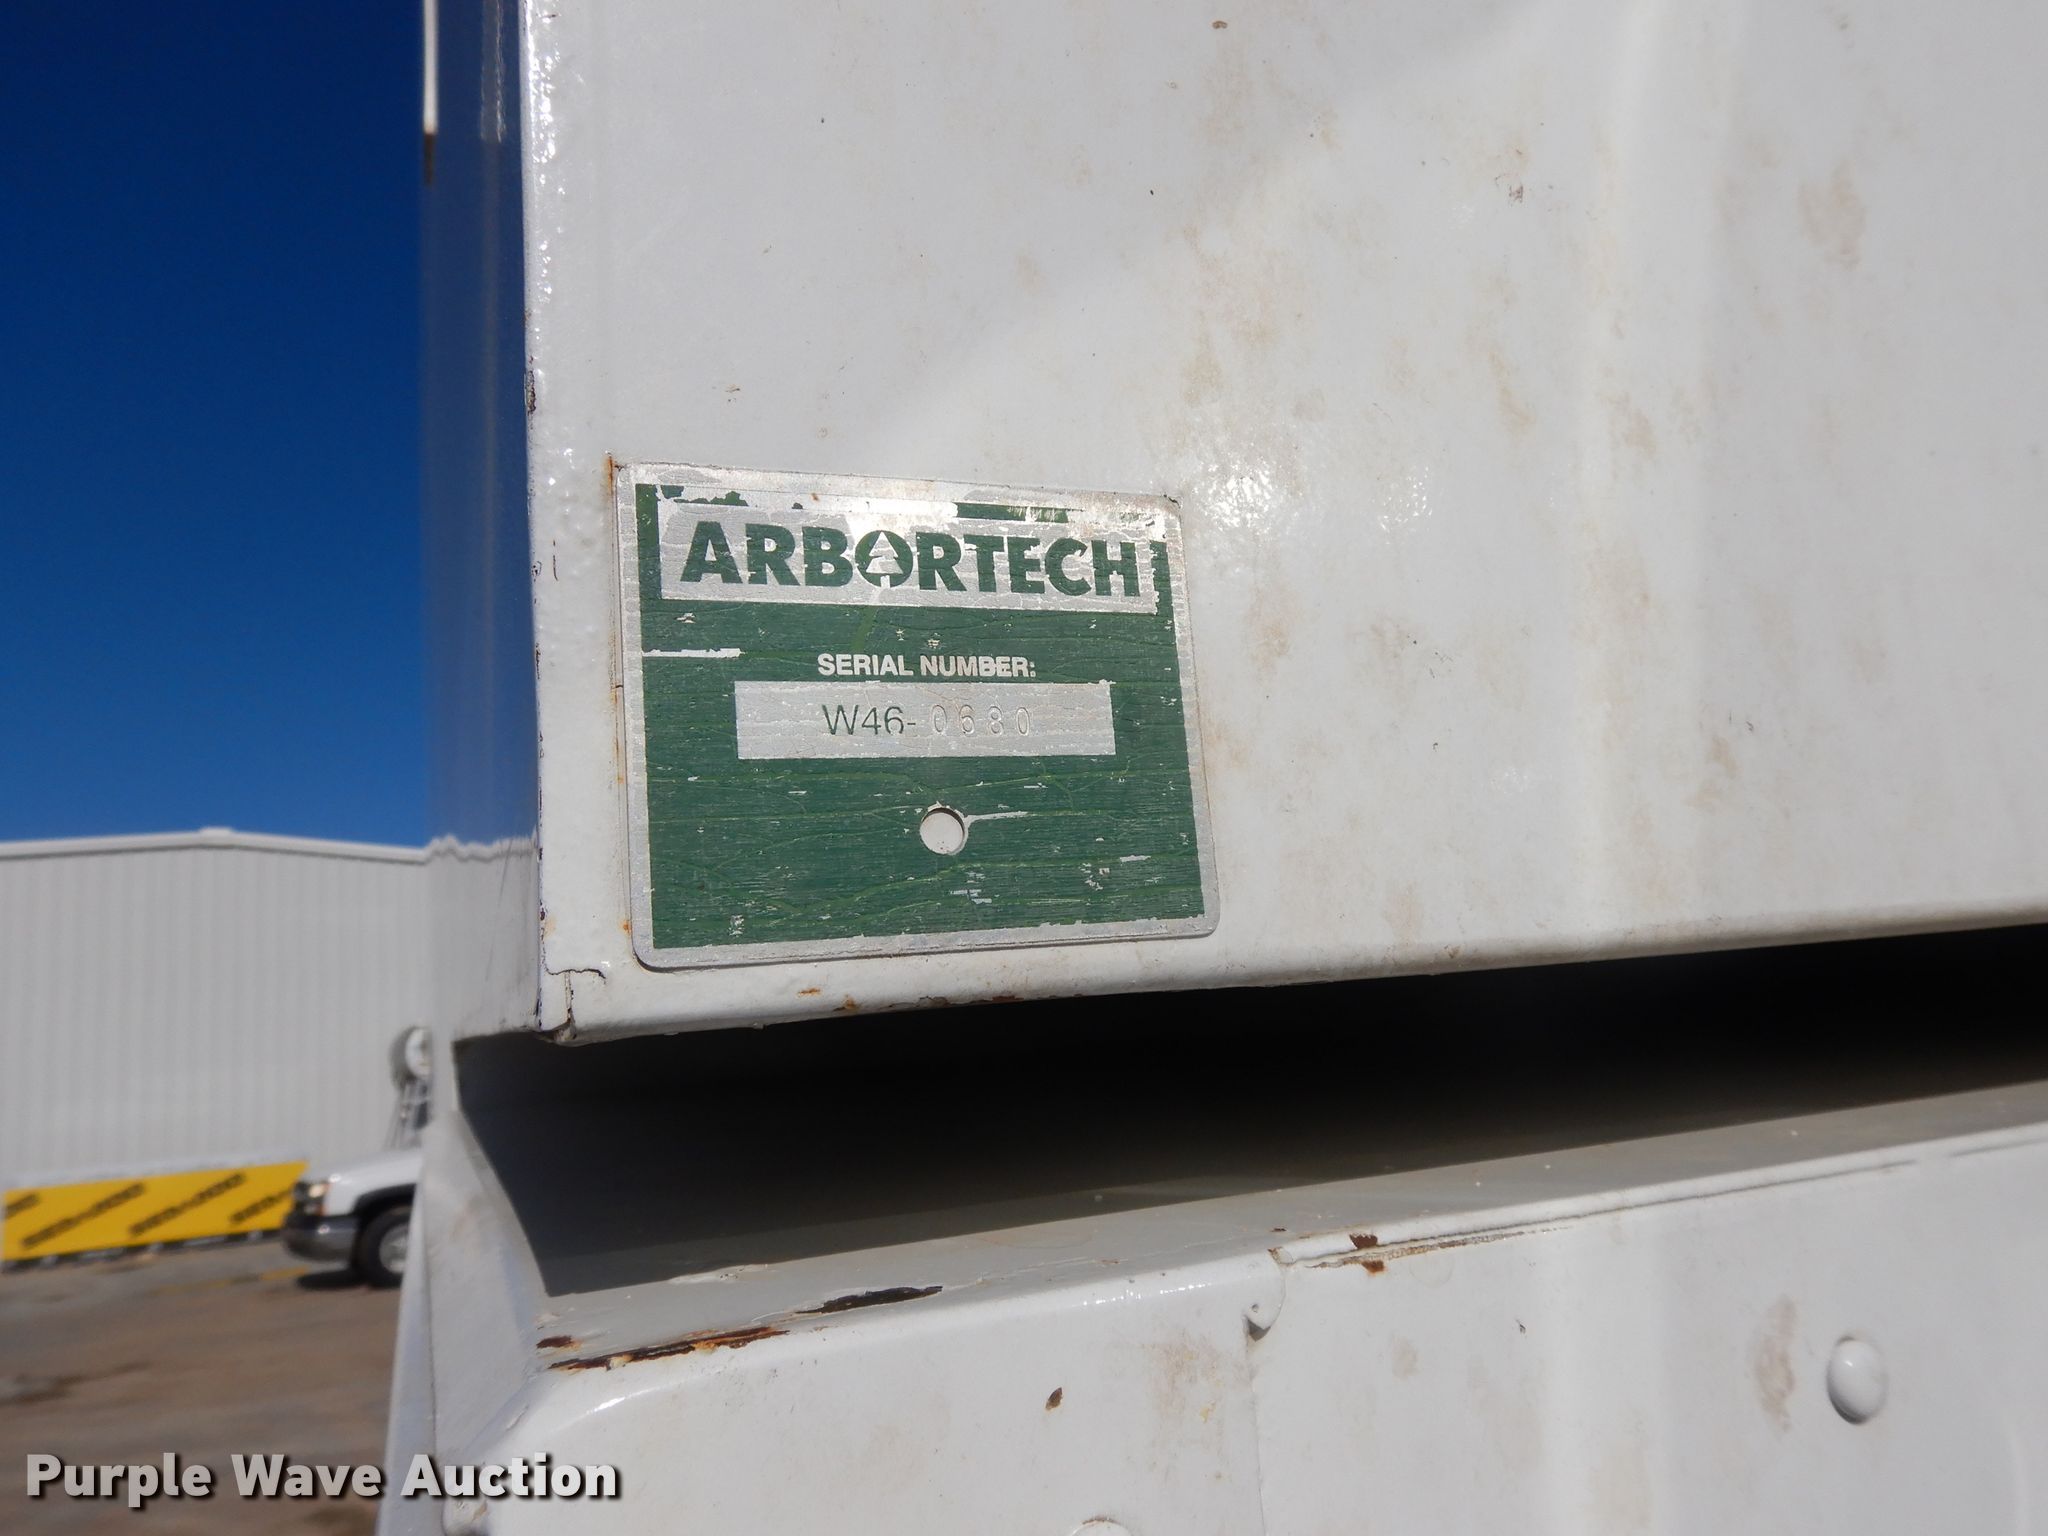 ARBORTECH
SERIAL NUMBER:
W46-0680
Purple Wave Auction